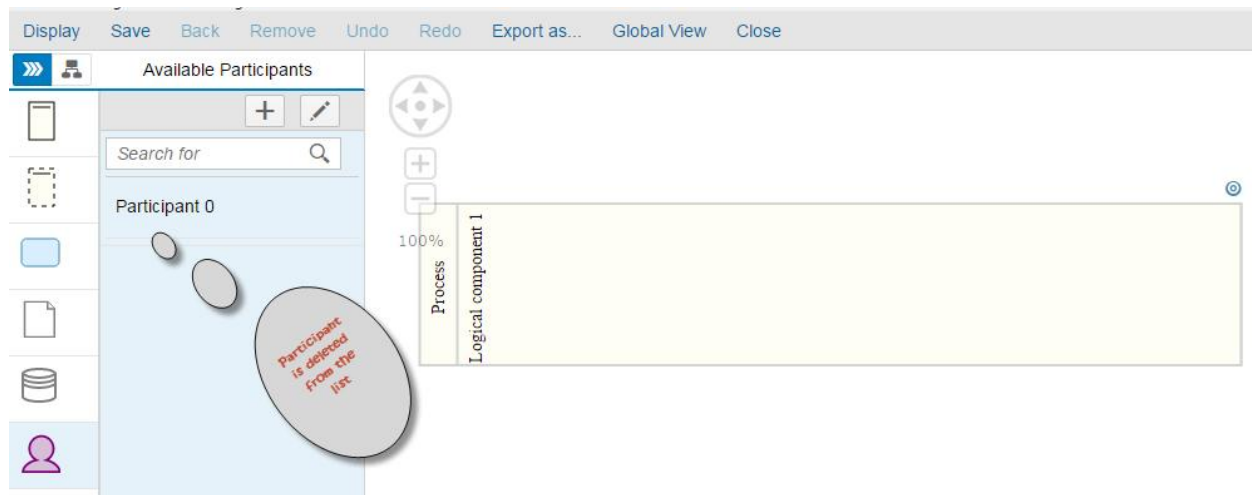 Display Save Back Remove Undo Redo Export as... Global View Close
Available Participants
Search for
Participant 0
100%
Process
Logical component 1
Participant
is deleted
from the
list